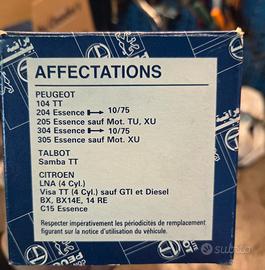 AFFECTATIONS
PEUGEOT
104 TT
204 Essence 10/75
205 Essence sauf Mot. TU, XU
304 Essence 10/75
305 Essence sauf Mot. XU
TALBOT
Samba TT
CITROEN
LNA (4 Cyl.)
Visa TT (4 Cyl.) sauf GTI et Diesel
BX, BX14E, 14 RE
C15 Essence
Respecter impérativement les périodicités de remplacement
figurant sur la notice d'utilisation du véhicule.
subito